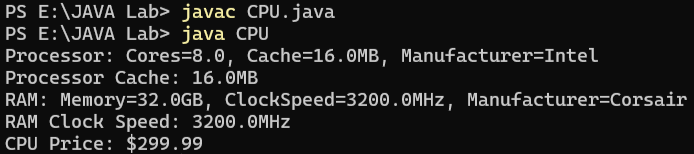 PS E:\JAVA Lab> javac CPU.java
PS E:\JAVA Lab> java CPU
Processor: Cores=8.0, Cache=16.0MB, Manufacturer=Intel
Processor Cache: 16.0MB
RAM: Memory=32.0GB, ClockSpeed=3200.0MHz, Manufacturer=Corsair
RAM Clock Speed: 3200.0MHz
CPU Price: $299.99